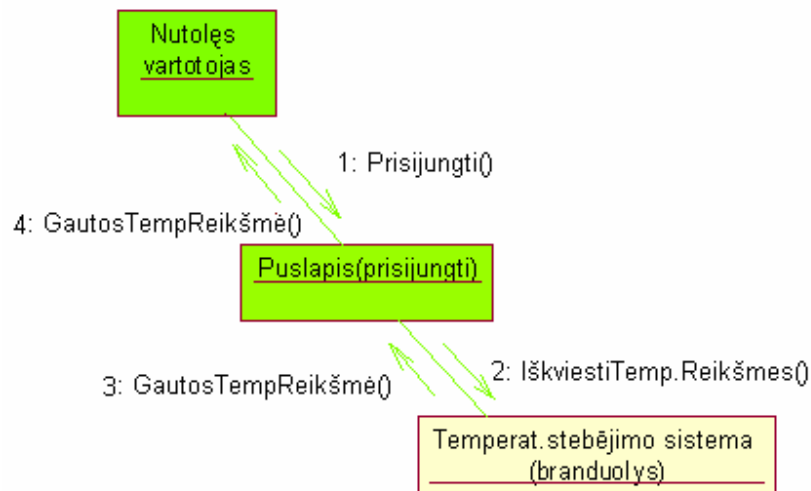 Nutolęs
vartotojas
1: Prisijungti()
4: GautosTempReikšmė()
Puslapis(prisijungti)
2: IškviestiTemp.Reikšmes()
3: GautosTempReikšmė()
Temperat.stebėjimo sistema
(branduolys)